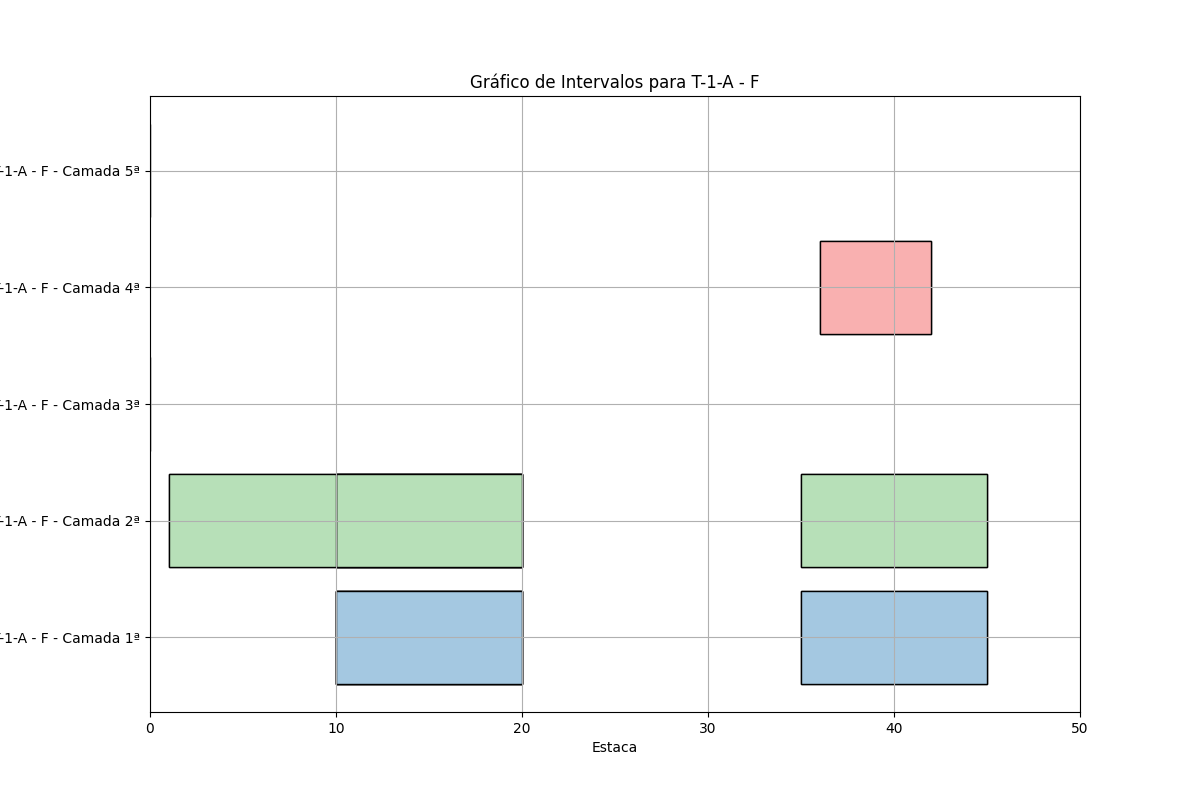 Gráfico de Intervalos para T-1-A - F
-1-A - F - Camada 5ª
-1-A - F - Camada 4ª
-1-A - F - Camada 3ª
-1-A - F - Camada 2ª
-1-A - F - Camada 1ª
0 10 20 30 40 50
Estaca